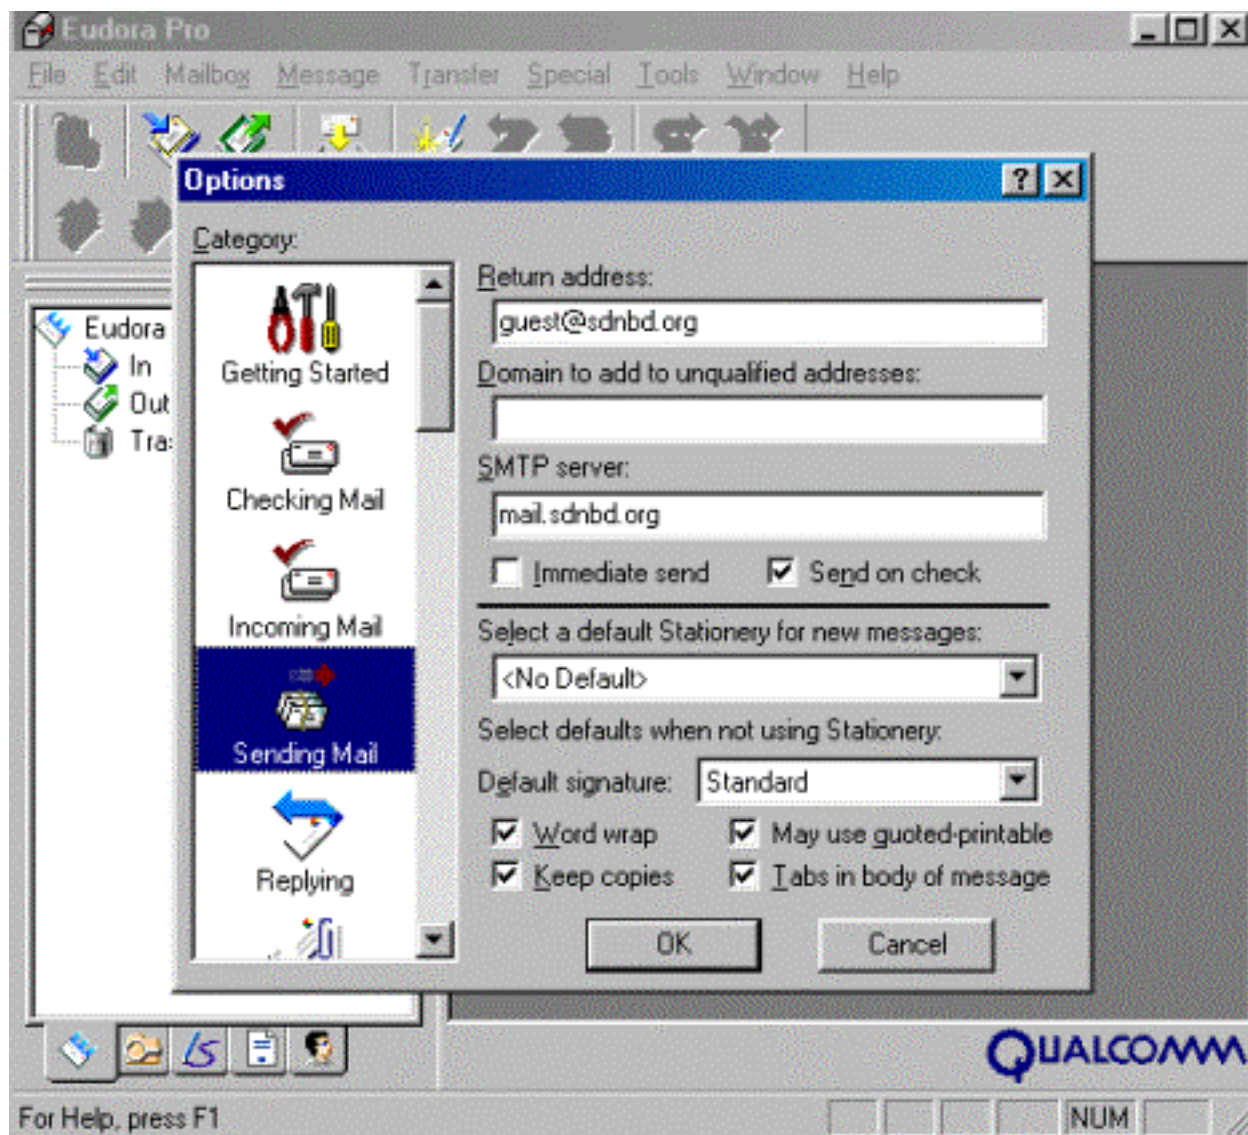 Eudora Pro
File Edit Mailbox Message Transfer Special Tools Window Help
Options
Category:
Getting Started
Checking Mail
Incoming Mail
Sending Mail
Replying
Return address:
guest@sdnbd.org
Domain to add to unqualified addresses:
SMTP server:
mail.sdnbd.org
Immediate send Send on check
Select a default Stationery for new messages:
<No Default>
Select defaults when not using Stationery:
Default signature: Standard
Word wrap May use quoted-printable
Keep copies Tabs in body of message
OK Cancel
Eudora
In
Out
Tra
QUALCOMM
For Help, press F1 NUM